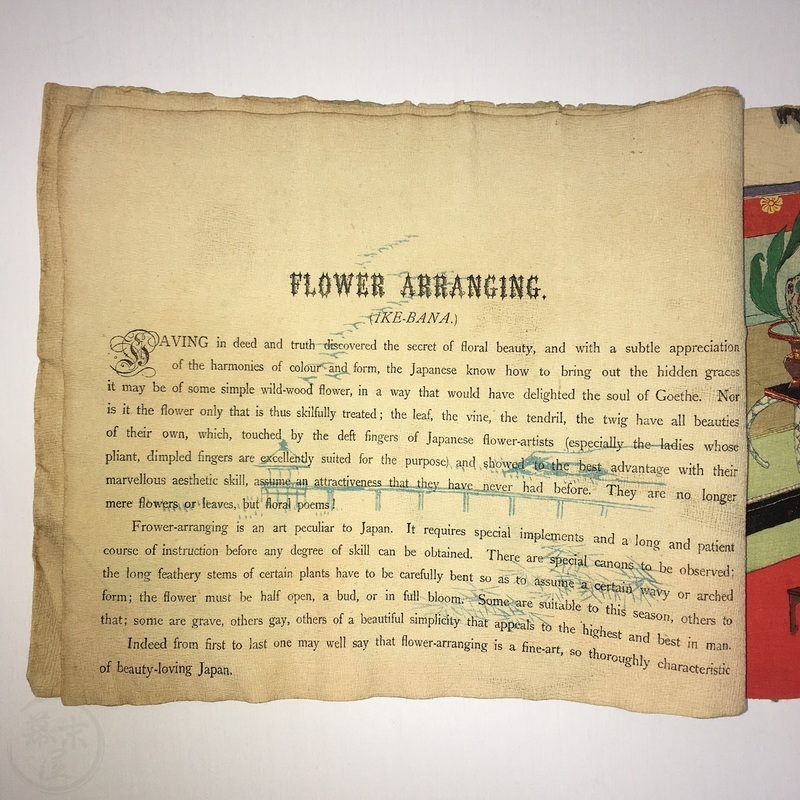 FLOWER ARRANGING.
(IKE-BANA.)
HAVING in deed and truth discovered the secret of floral beauty, and with a subtle appreciation
of the harmonies of colour and form, the Japanese know how to bring out the hidden graces
it may be of some simple wild-wood flower, in a way that would have delighted the soul of Goethe. Nor
is it the flower only that is thus skilfully treated; the leaf, the vine, the tendril, the twig have all beauties
of their own, which, touched by the deft fingers of Japanese flower-artists (especially the ladies whose
pliant, dimpled fingers are excellently suited for the purpose) and showed to the best advantage with their
marvellous aesthetic skill, assume an attractiveness that they have never had before. They are no longer
mere flowers or leaves, but floral poems!
Frower-arranging is an art peculiar to Japan. It requires special implements and a long and patient
course of instruction before any degree of skill can be obtained. There are special canons to be observed;
the long feathery stems of certain plants have to be carefully bent so as to assume a certain wavy or arched
form; the flower must be half open, a bud, or in full bloom. Some are suitable to this season, others to
that; some are grave, others gay, others of a beautiful simplicity that appeals to the highest and best in man.
Indeed from first to last one may well say that flower-arranging is a fine-art, so thoroughly characteristic
of beauty-loving Japan.
幕末屋